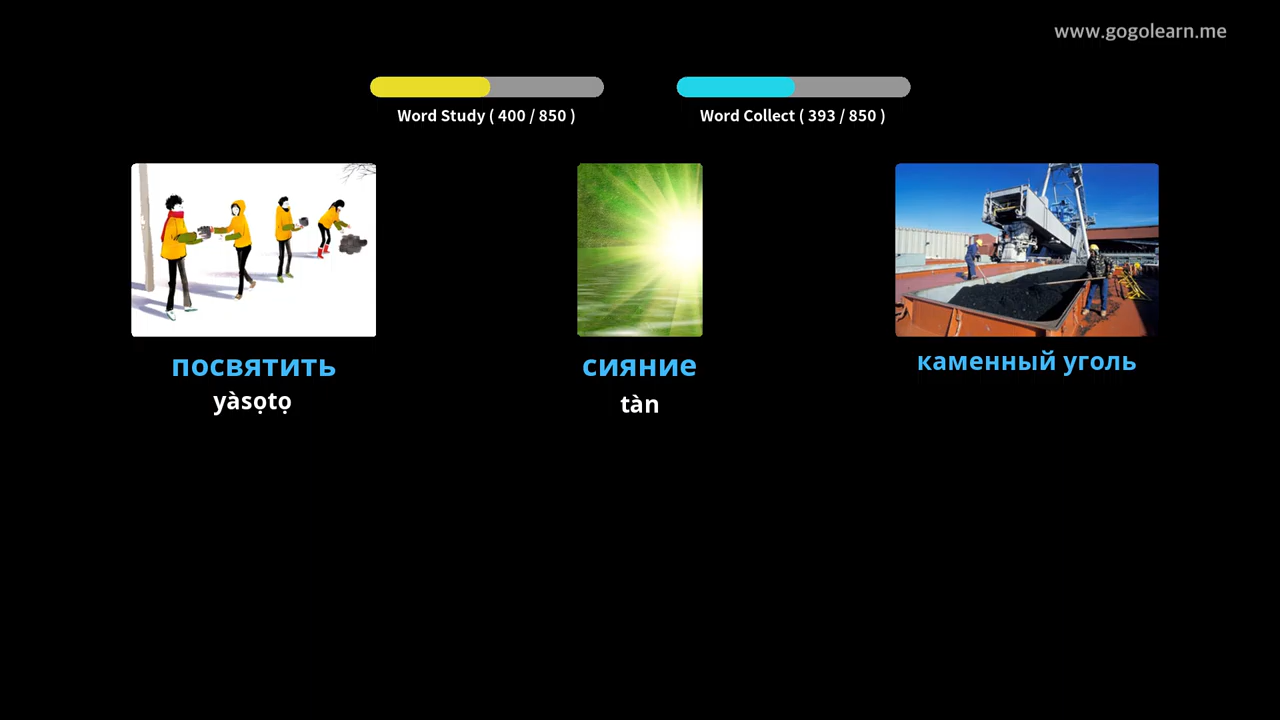 www.gogolearn.me
Word Study ( 400 / 850 )
Word Collect ( 393 / 850 )
посвятить
сияние
каменный уголь
yàsọtọ
tàn